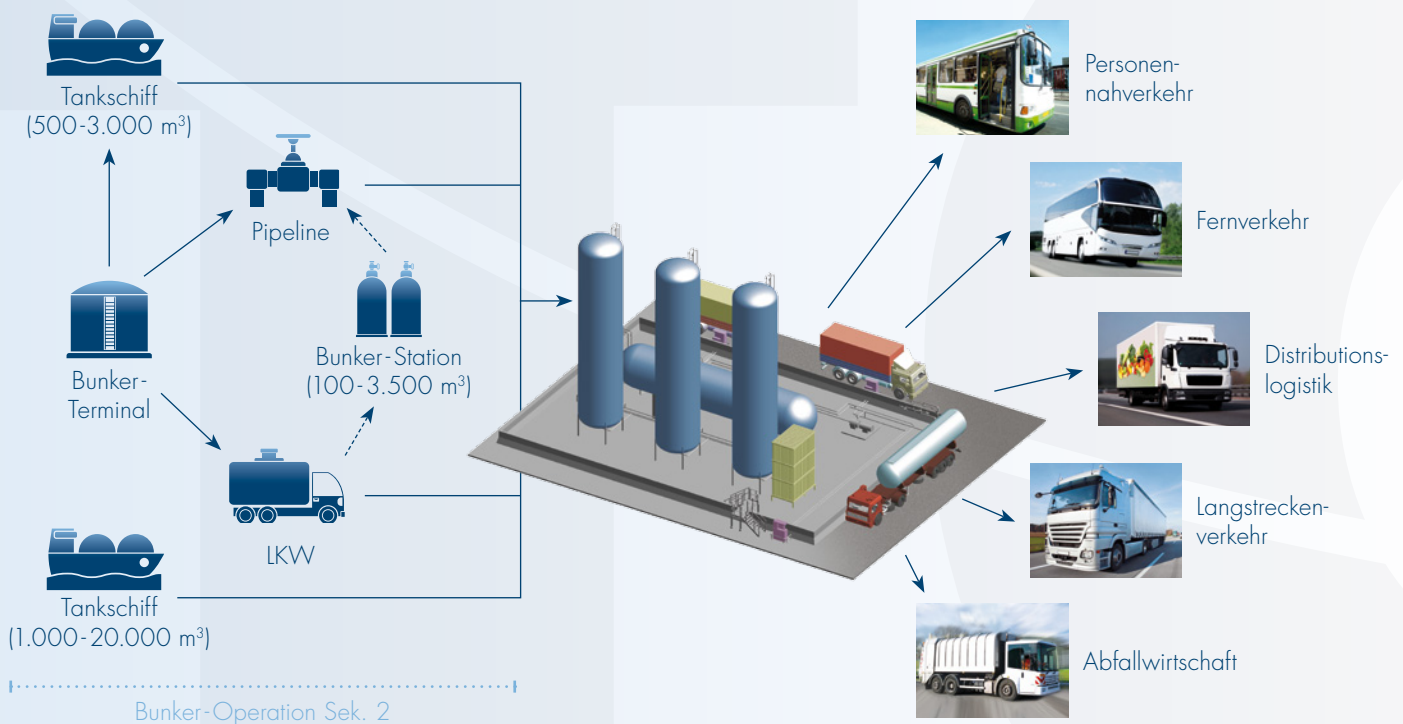 Tankschiff
(500-3.000 m³)
Pipeline
Bunker-
Terminal
Bunker-Station
(100-3.500 m³)
LKW
Tankschiff
(1.000-20.000 m³)
Bunker-Operation Sek. 2
Personen-
nahverkehr
Fernverkehr
Distributions-
logistik
Langstrecken-
verkehr
Abfallwirtschaft